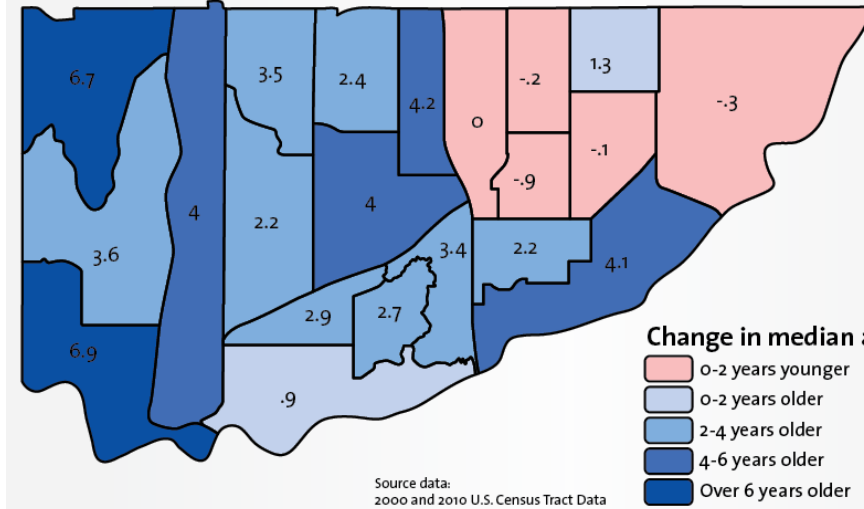 6.7
3.5
2.4
4.2
0
-.2
1.3
-.3
-.1
-.9
4
4
2.2
3.6
3.4
2.2
4.1
2.9
2.7
6.9
.9
Change in median a
0-2 years younger
0-2 years older
2-4 years older
4-6 years older
Over 6 years older
Source data:
2000 and 2010 U.S. Census Tract Data